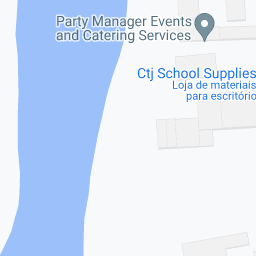 Party Manager Events
and Catering Services
Ctj School Supplies
Loja de materiais
para escritório